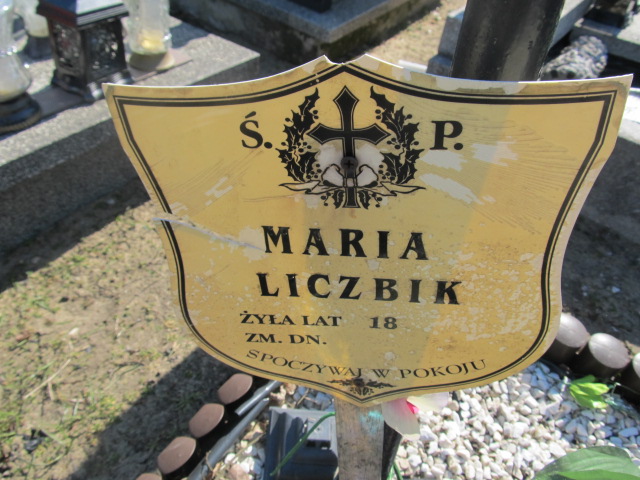 Ś. P.
MARIA
LICZBIK
ŻYŁA LAT 18
ZM. DN.
SPOCZYWAJ W POKOJU